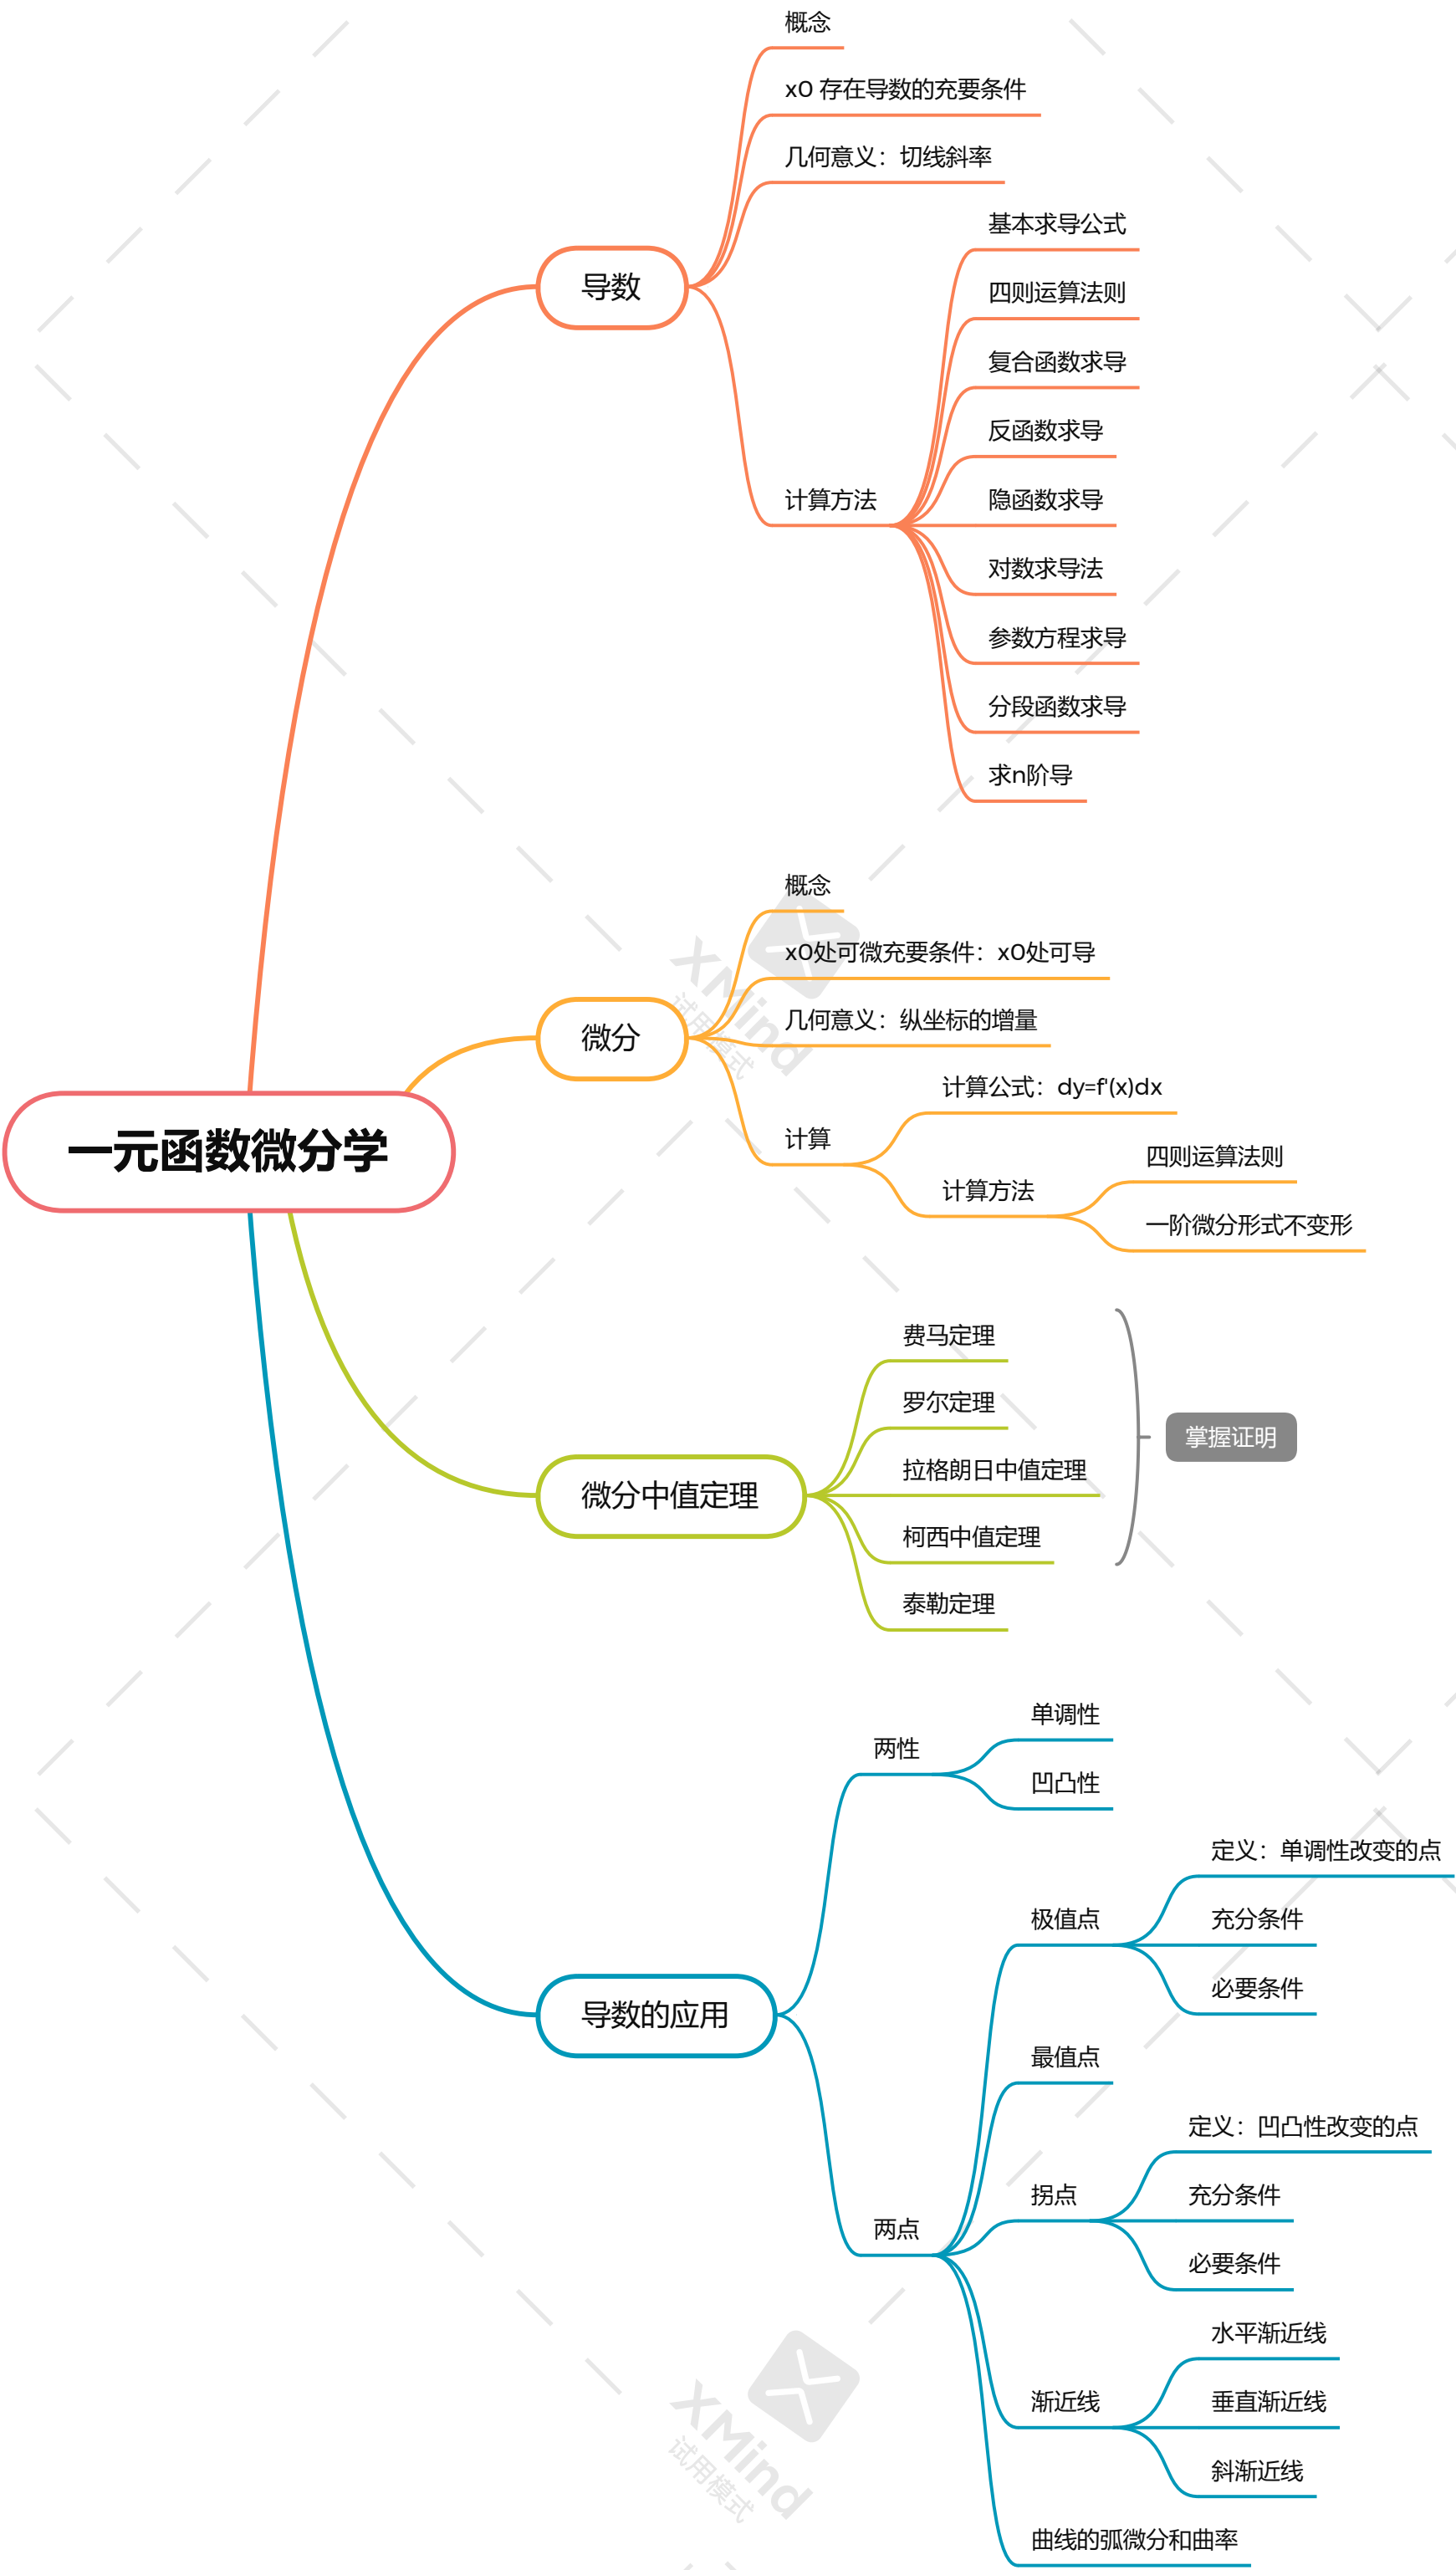 概念
x0 存在导数的充要条件
几何意义：切线斜率
基本求导公式
导数
四则运算法则
复合函数求导
反函数求导
计算方法
隐函数求导
对数求导法
参数方程求导
分段函数求导
求n阶导
概念
x0处可微充要条件：x0处可导
微分
几何意义：纵坐标的增量
计算公式：dy=f'(x)dx
计算
四则运算法则
计算方法
一阶微分形式不变形
一元函数微分学
费马定理
罗尔定理
掌握证明
拉格朗日中值定理
微分中值定理
柯西中值定理
泰勒定理
单调性
两性
凹凸性
定义：单调性改变的点
极值点
充分条件
必要条件
导数的应用
最值点
定义：凹凸性改变的点
拐点
充分条件
两点
必要条件
水平渐近线
渐近线
垂直渐近线
斜渐近线
曲线的弧微分和曲率
XMind
试用模式
XMind
试用模式